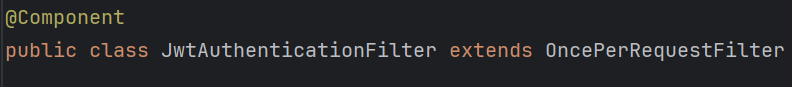 @Component
public class JwtAuthenticationFilter extends OncePerRequestFilter